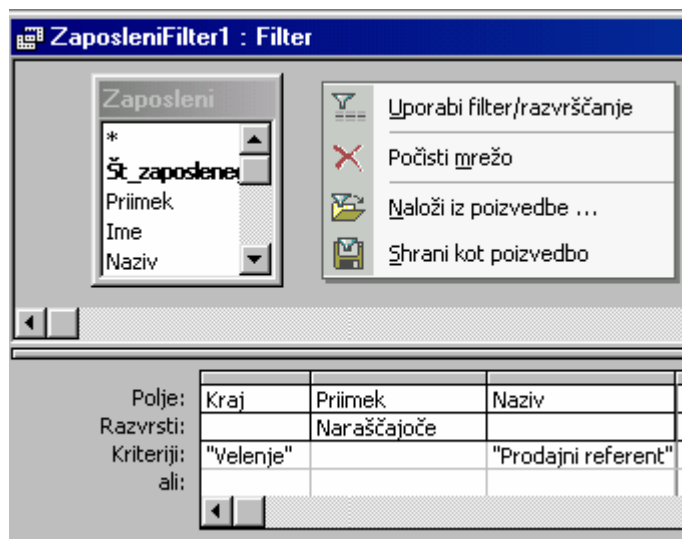 ZaposleniFilter1 : Filter
Zaposleni
*
Št_zaposlene
Priimek
Ime
Naziv
Uporabi filter/razvrščanje
Počisti mrežo
Naloži iz poizvedbe ...
Shrani kot poizvedbo
Polje: Kraj Priimek Naziv
Razvrsti: Naraščajoče
Kriteriji: "Velenje" "Prodajni referent"
ali: